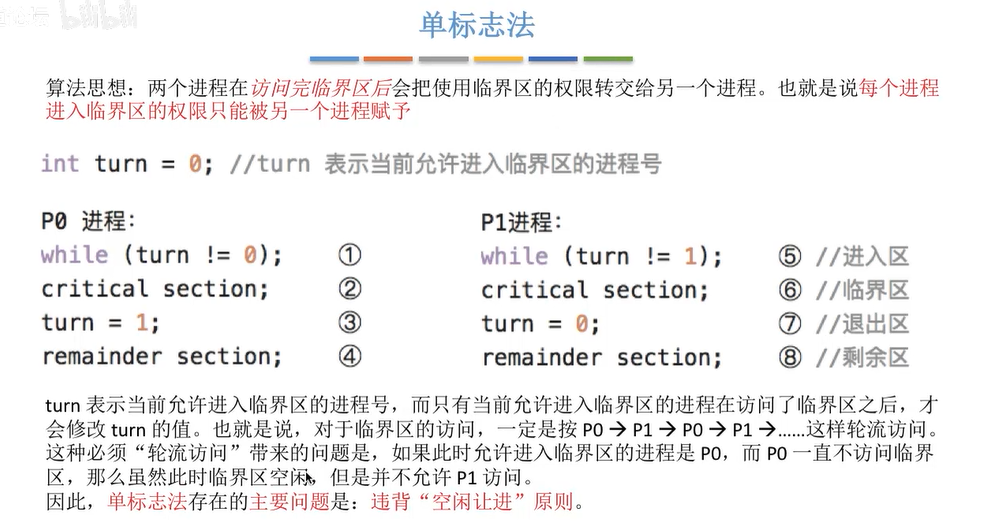 bilibili
单标志法
算法思想：两个进程在访问完临界区后会把使用临界区的权限转交给另一个进程。也就是说每个进程
进入临界区的权限只能被另一个进程赋予
int turn = 0; //turn 表示当前允许进入临界区的进程号
P0 进程：
while (turn != 0); ①
critical section; ②
turn = 1; ③
remainder section; ④
P1进程：
while (turn != 1); ⑤ //进入区
critical section; ⑥ //临界区
turn = 0; ⑦ //退出区
remainder section; ⑧ //剩余区
turn 表示当前允许进入临界区的进程号，而只有当前允许进入临界区的进程在访问了临界区之后，才
会修改 turn 的值。也就是说，对于临界区的访问，一定是按 P0 → P1 → P0 → P1 →……这样轮流访问。
这种必须“轮流访问”带来的问题是，如果此时允许进入临界区的进程是 P0，而 P0 一直不访问临界
区，那么虽然此时临界区空闲，但是并不允许 P1 访问。
因此，单标志法存在的主要问题是：违背“空闲让进”原则。